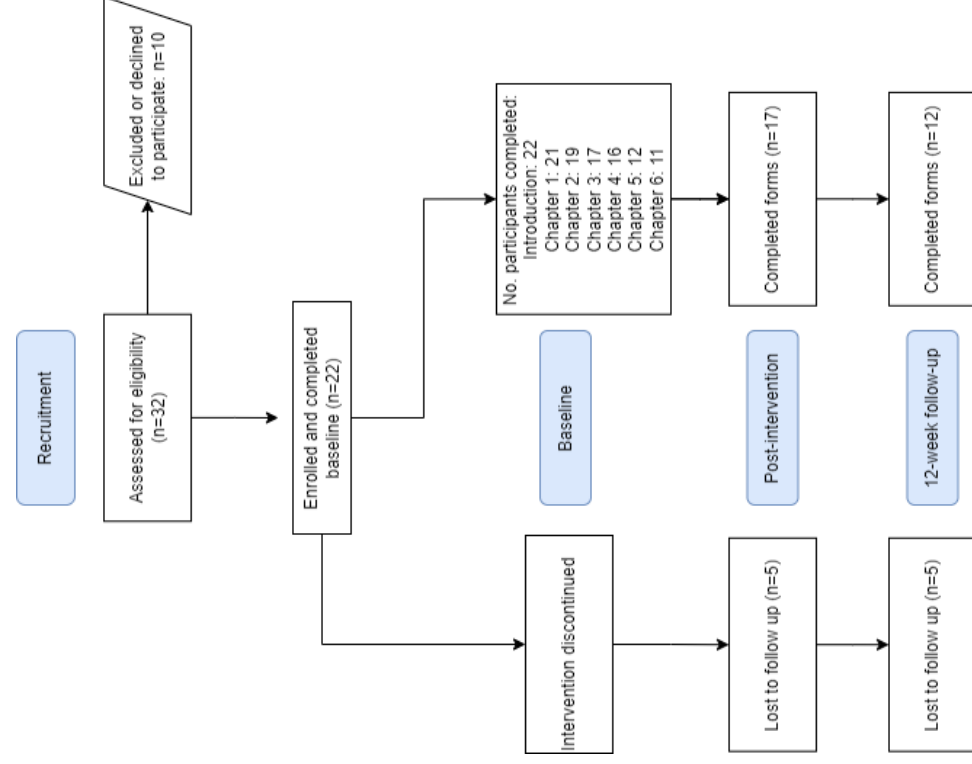 Recruitment
Assessed for eligibility
(n=32)
Excluded or declined
to participate: n=10
Enrolled and completed
baseline (n=22)
Baseline
Intervention discontinued
No. participants completed:
Introduction: 22
Chapter 1: 21
Chapter 2: 19
Chapter 3: 17
Chapter 4: 16
Chapter 5: 12
Chapter 6: 11
Post-intervention
Lost to follow up (n=5)
Completed forms (n=17)
12-week follow-up
Lost to follow up (n=5)
Completed forms (n=12)